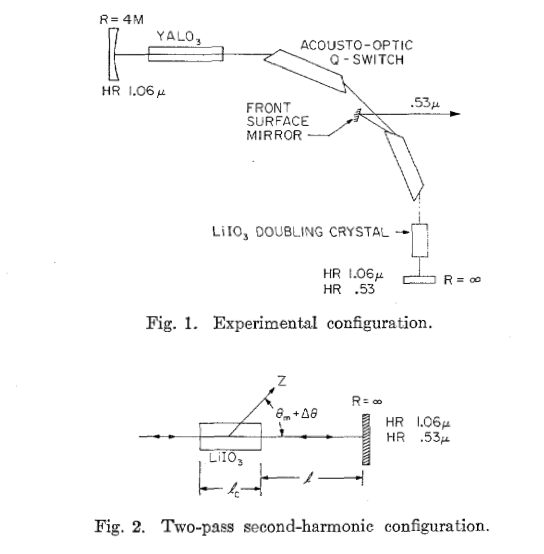 R = 4M
YALO₃
ACOUSTO-OPTIC
Q-SWITCH
HR 1.06μ
FRONT
SURFACE
MIRROR
.53μ
LiIO₃ DOUBLING CRYSTAL
HR 1.06μ
HR .53
R = ∞
Fig. 1. Experimental configuration.
Z
θₘ + Δθ
R = ∞
HR 1.06μ
HR .53μ
LiIO₃
l꜀
l
Fig. 2. Two-pass second-harmonic configuration.